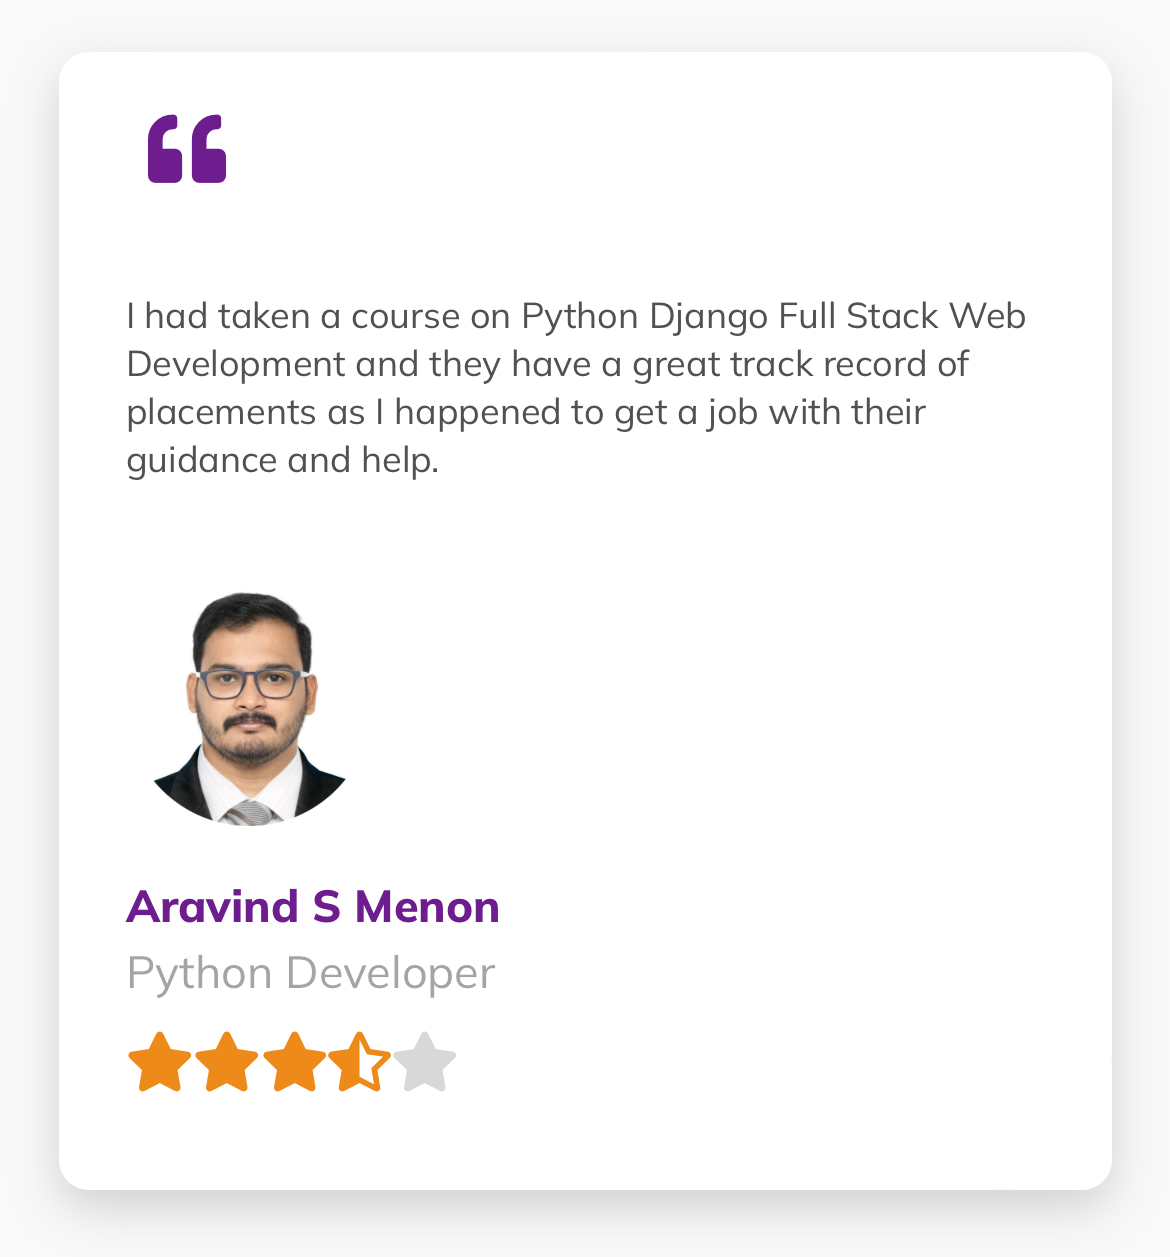 I had taken a course on Python Django Full Stack Web
Development and they have a great track record of
placements as I happened to get a job with their
guidance and help.
Aravind S Menon
Python Developer